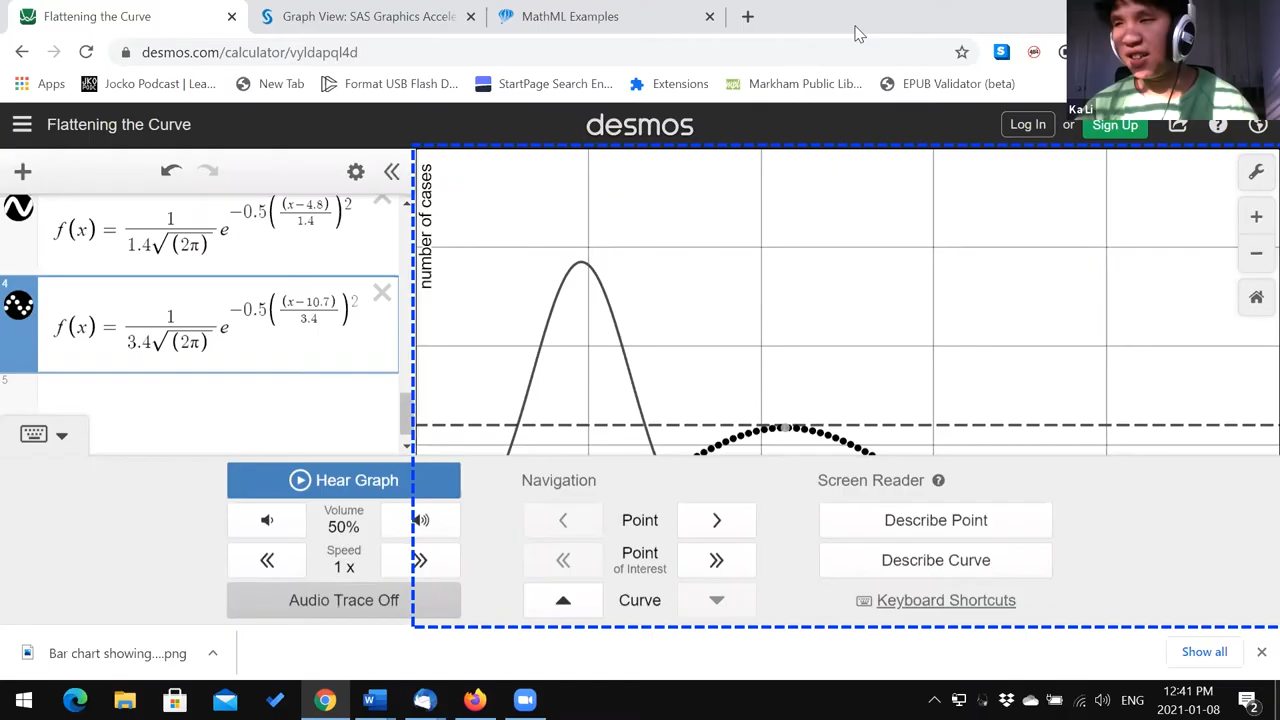 Flattening the Curve
Graph View: SAS Graphics Accele
MathML Examples
desmos.com/calculator/vyldapql4d
Apps
Jocko Podcast | Lea...
New Tab
Format USB Flash...
StartPage Search En...
Extensions
Markham Public Lib...
EPUB Validator (beta)
Ka Li
Flattening the Curve
desmos
Log In
or
Sign Up
number of cases
f(x) = 1/(1.4√(2π)) e^(−0.5((x−4.8)/1.4)^2)
4
f(x) = 1/(3.4√(2π)) e^(−0.5((x−10.7)/3.4)^2)
5
Hear Graph
Volume
50%
Speed
1 x
Audio Trace Off
Navigation
Point
Point
of Interest
Curve
Screen Reader
Describe Point
Describe Curve
Keyboard Shortcuts
Bar chart showing....png
Show all
ENG
12:41 PM
2021-01-08
2